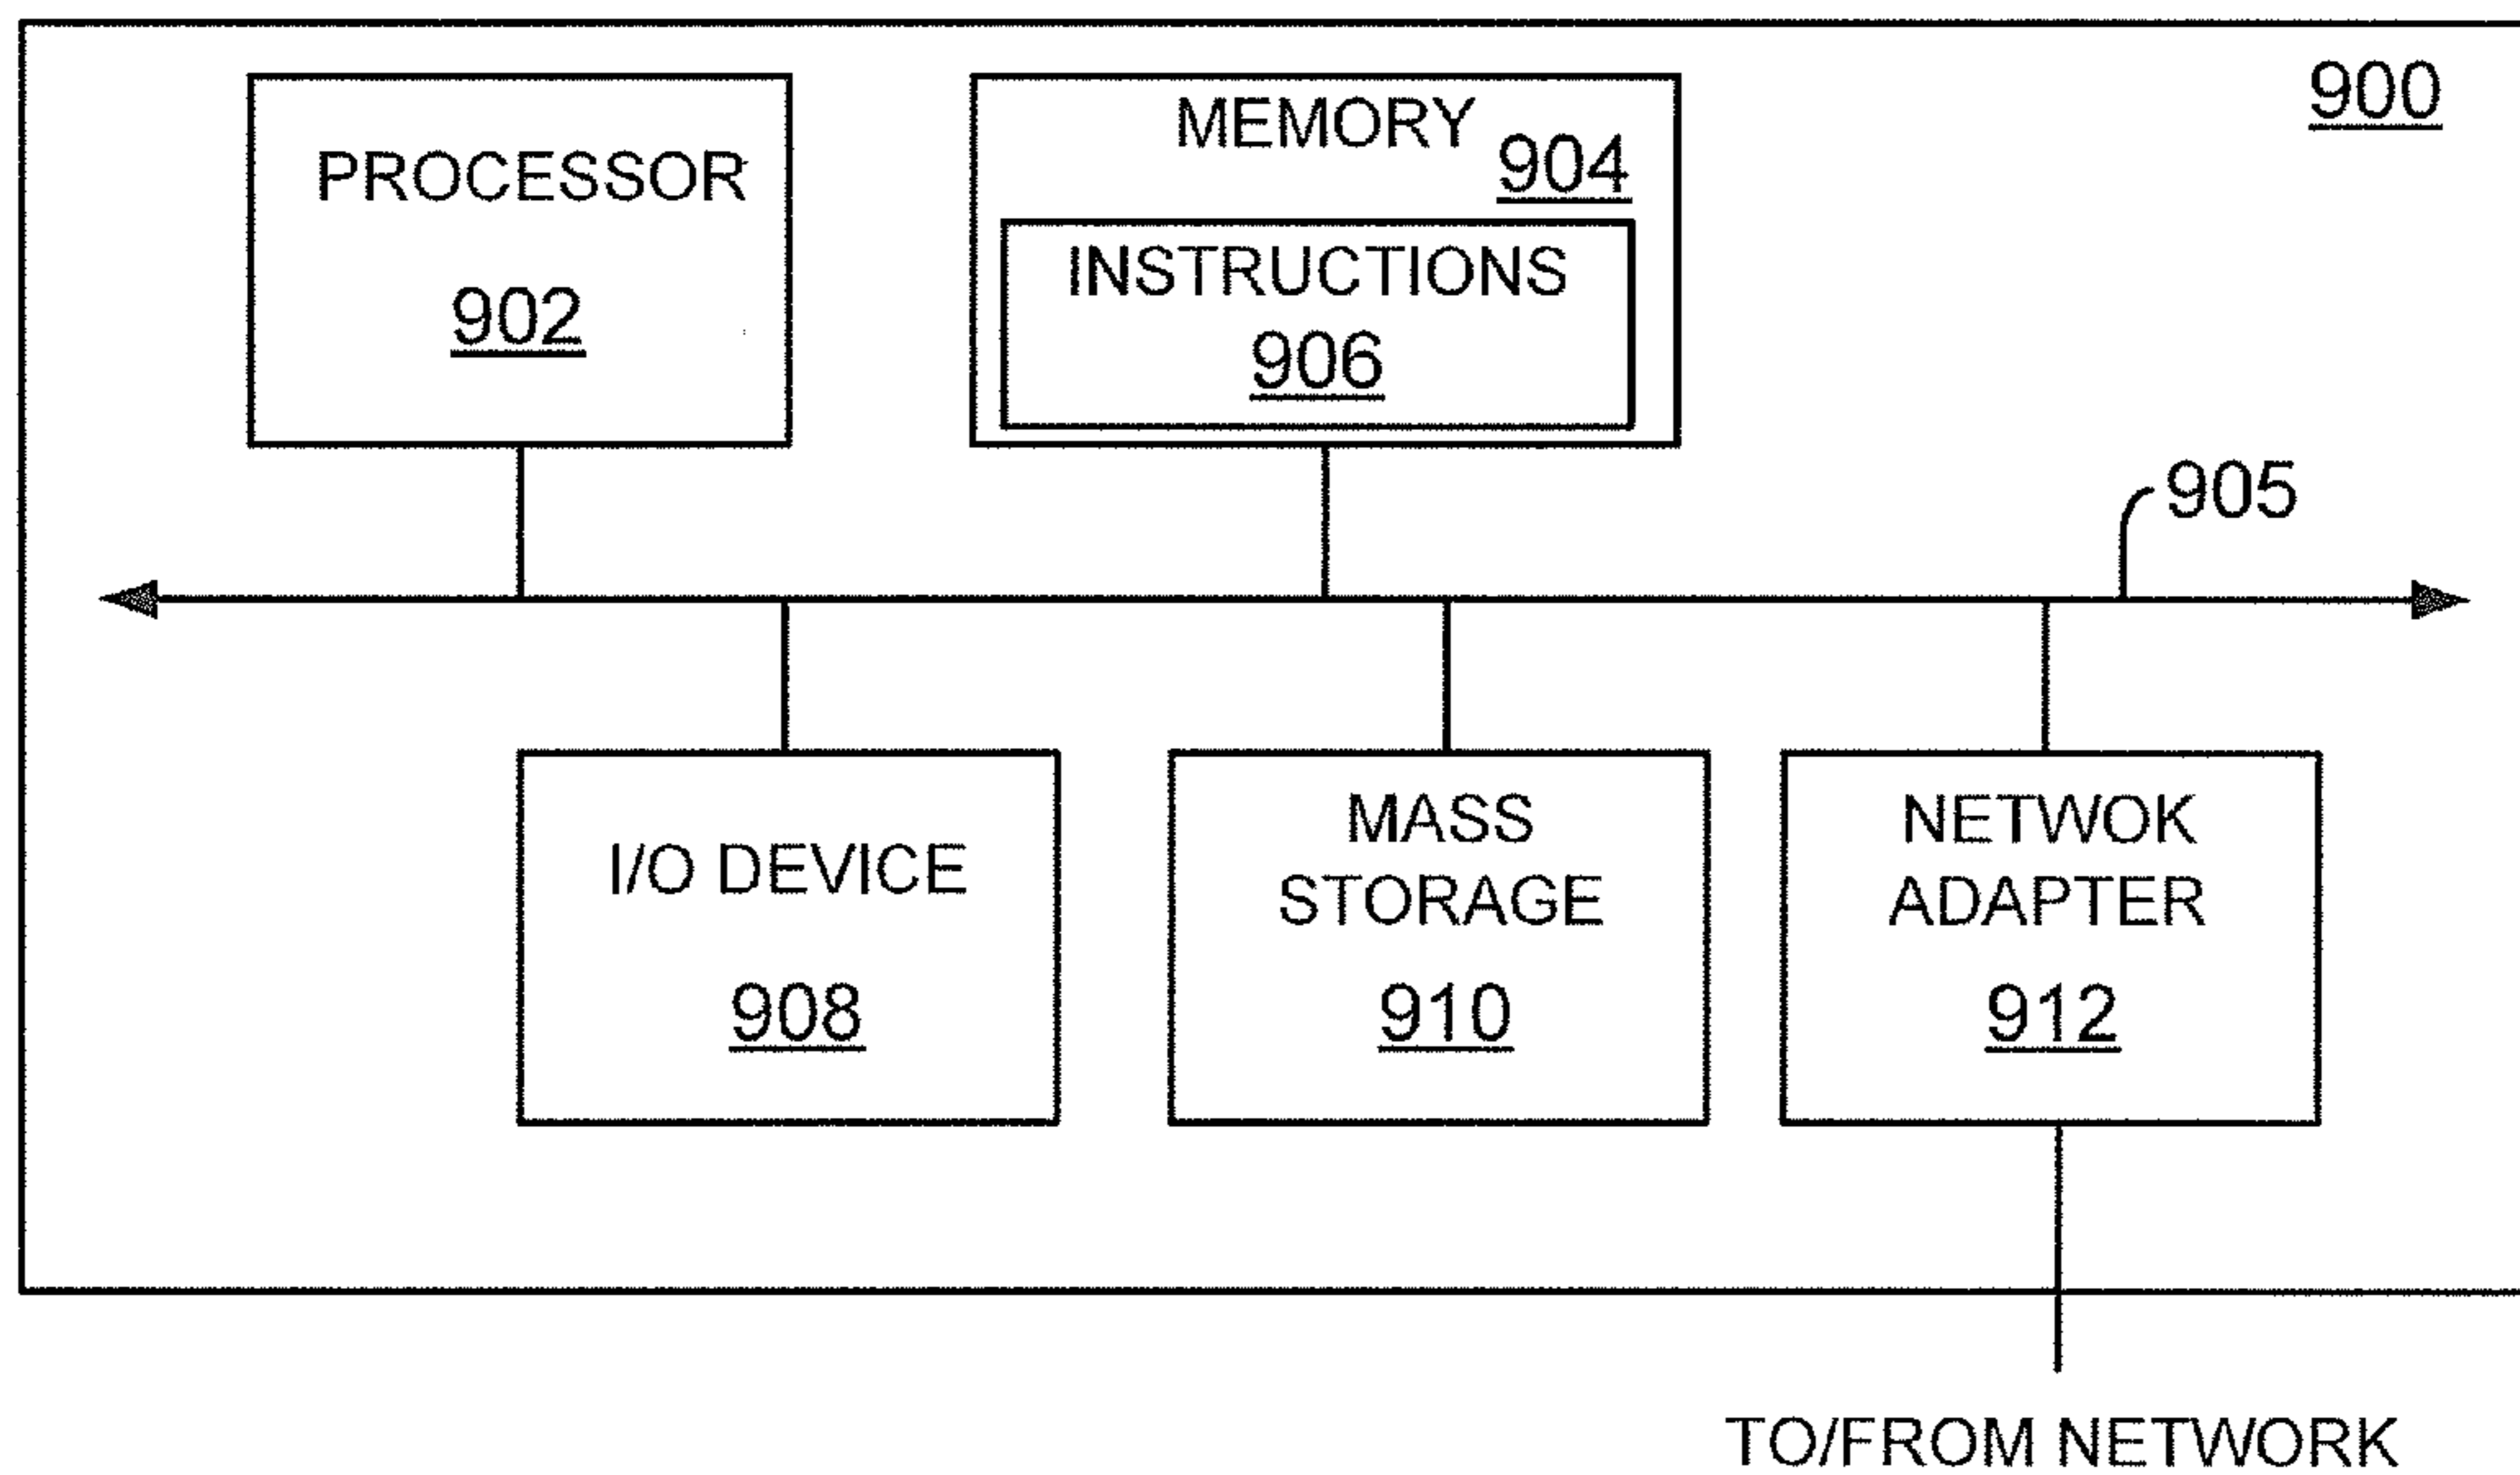 900
PROCESSOR
902
MEMORY
904
INSTRUCTIONS
906
905
I/O DEVICE
908
MASS
STORAGE
910
NETWOK
ADAPTER
912
TO/FROM NETWORK